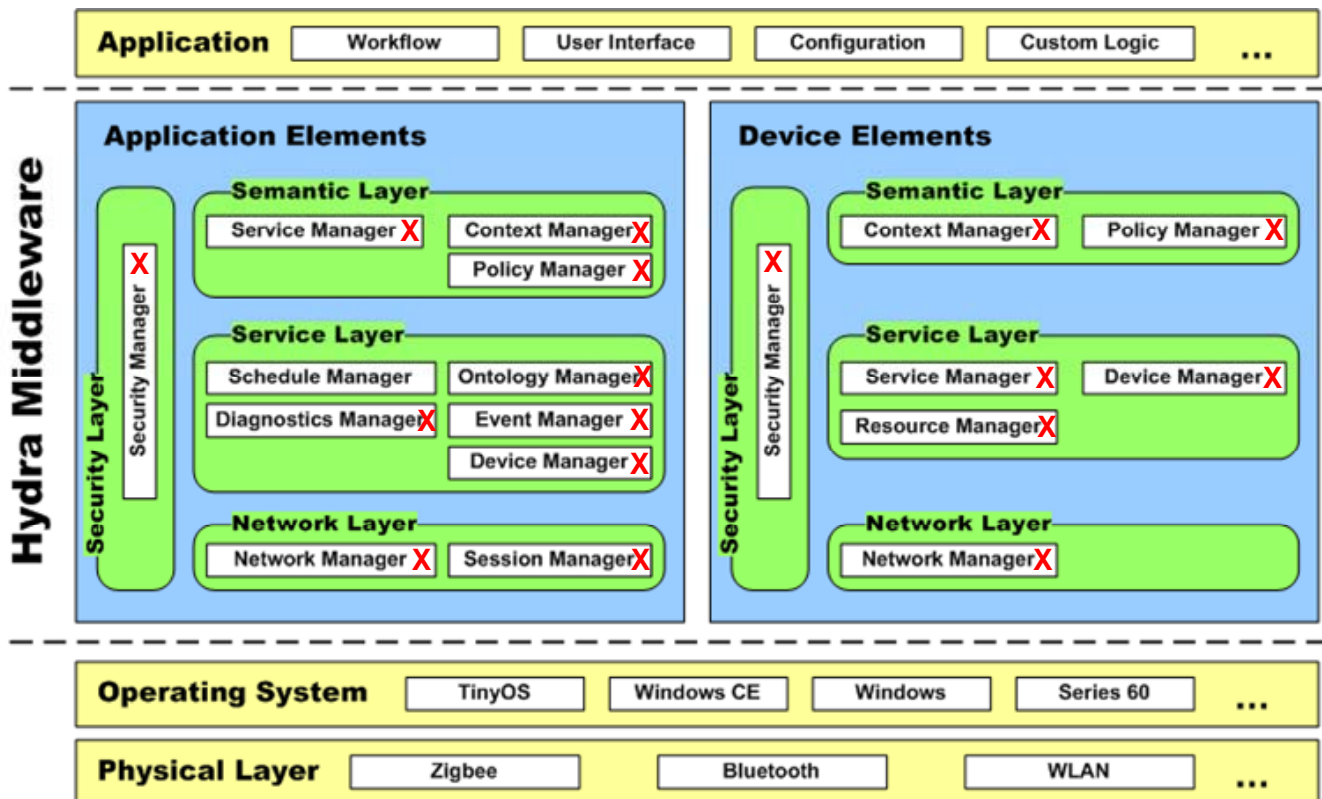 Application
Workflow
User Interface
Configuration
Custom Logic
...
Hydra Middleware
Application Elements
Security Layer
X
Security Manager
Semantic Layer
Service Manager X
Context Manager X
Policy Manager X
Service Layer
Schedule Manager
Ontology Manager X
Diagnostics Manager X
Event Manager X
Device Manager X
Network Layer
Network Manager X
Session Manager X
Device Elements
Security Layer
X
Security Manager
Semantic Layer
Context Manager X
Policy Manager X
Service Layer
Service Manager X
Device Manager X
Resource Manager X
Network Layer
Network Manager X
Operating System
TinyOS
Windows CE
Windows
Series 60
...
Physical Layer
Zigbee
Bluetooth
WLAN
...